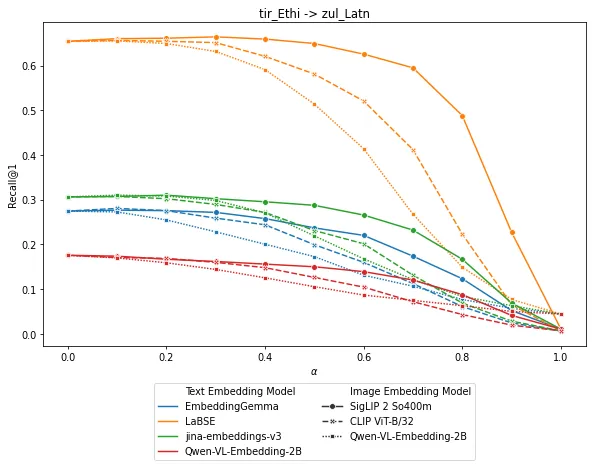 tir_Ethi -> zul_Latn
Recall@1
0.6
0.5
0.4
0.3
0.2
0.1
0.0
0.0 0.2 0.4 0.6 0.8 1.0
α
Text Embedding Model Image Embedding Model
EmbeddingGemma SigLIP 2 So400m
LaBSE CLIP ViT-B/32
jina-embeddings-v3 Qwen-VL-Embedding-2B
Qwen-VL-Embedding-2B